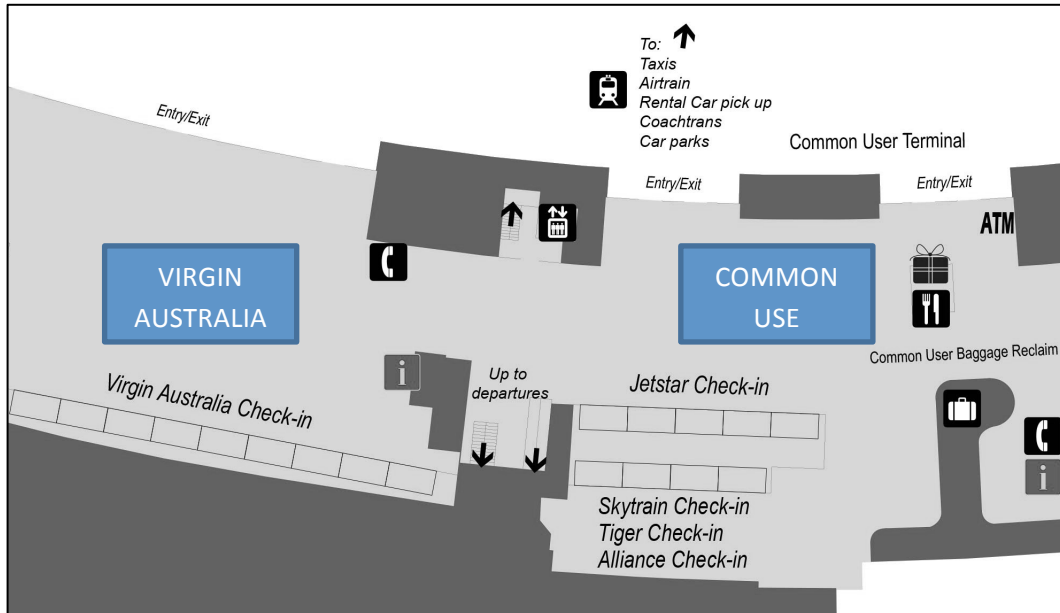 To:
Taxis
Airtrain
Rental Car pick up
Coachtrans
Car parks
Common User Terminal
Entry/Exit
Entry/Exit
Entry/Exit
ATM
VIRGIN
AUSTRALIA
COMMON
USE
Common User Baggage Reclaim
i
Up to
departures
Virgin Australia Check-in
Jetstar Check-in
i
Skytrain Check-in
Tiger Check-in
Alliance Check-in